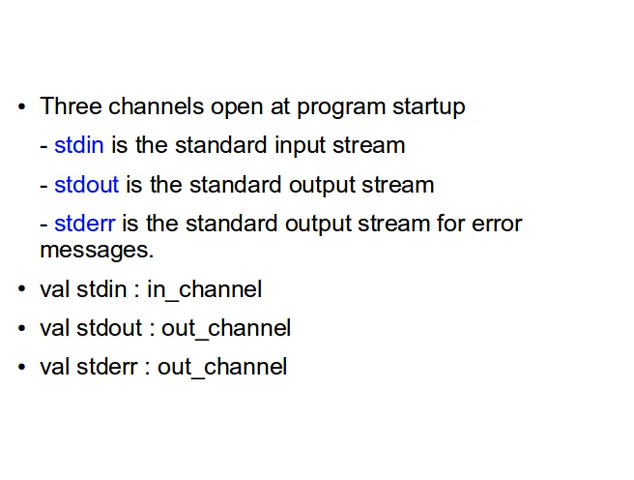 • Three channels open at program startup
- stdin is the standard input stream
- stdout is the standard output stream
- stderr is the standard output stream for error
messages.
• val stdin : in_channel
• val stdout : out_channel
• val stderr : out_channel